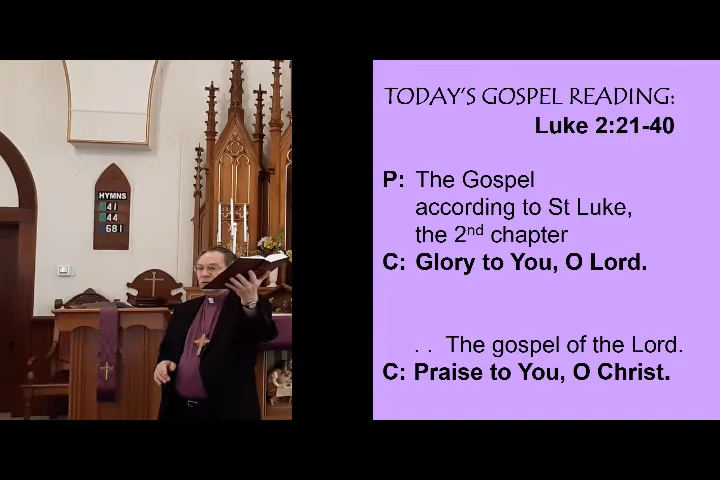 HYMNS
41
44
681
TODAY'S GOSPEL READING:
Luke 2:21-40
P: The Gospel
according to St Luke,
the 2nd chapter
C: Glory to You, O Lord.
. . The gospel of the Lord.
C: Praise to You, O Christ.